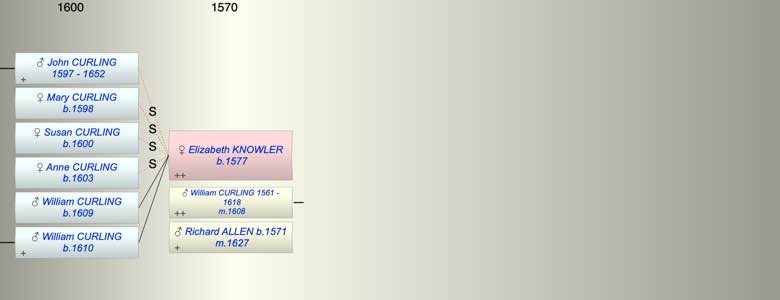 1600
1570
♂ John CURLING
1597 - 1652
+
♀ Mary CURLING
b.1598
♀ Susan CURLING
b.1600
♀ Anne CURLING
b.1603
♂ William CURLING
b.1609
♂ William CURLING
b.1610
+
S
S
S
S
♀ Elizabeth KNOWLER
b.1577
++
♂ William CURLING 1561 -
1618
m.1608
++
♂ Richard ALLEN b.1571
m.1627
+